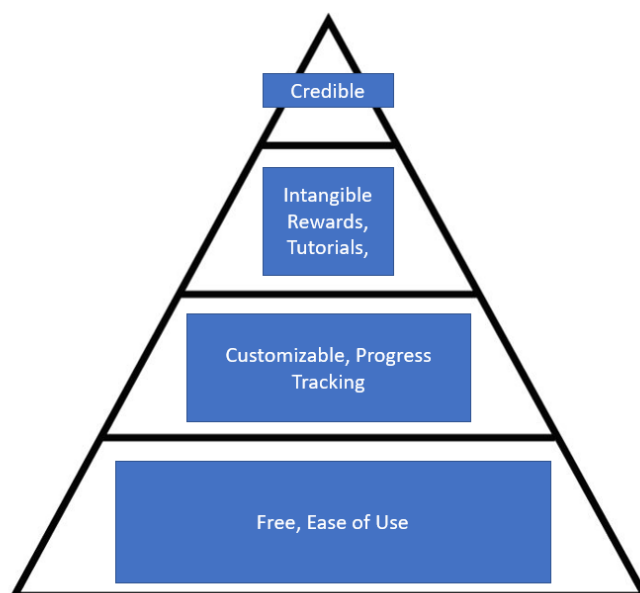 Credible
Intangible
Rewards,
Tutorials,
Customizable, Progress
Tracking
Free, Ease of Use